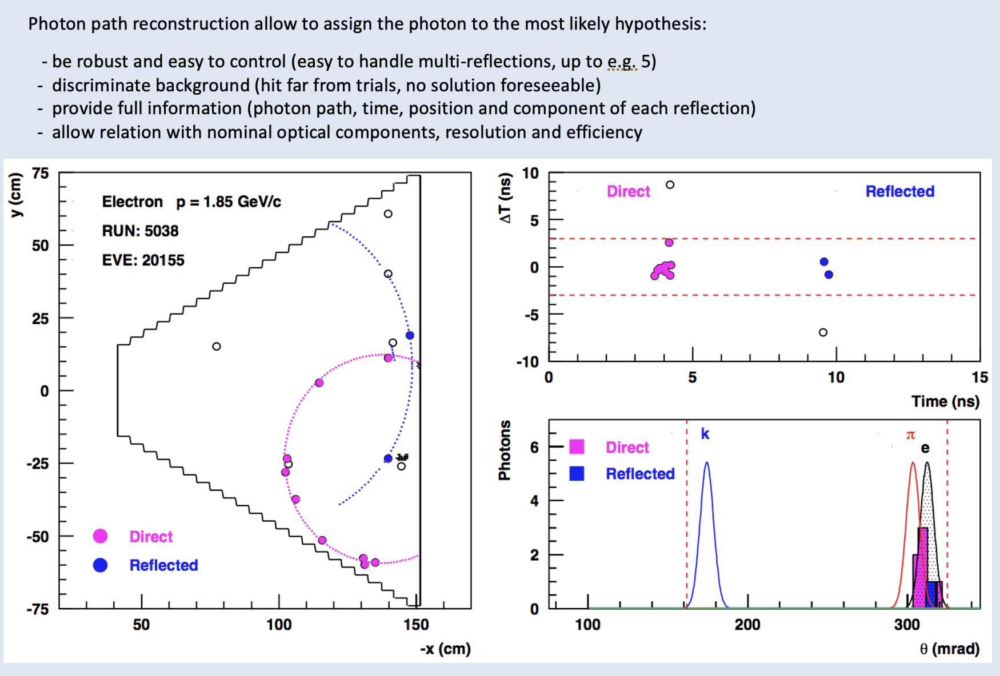 Photon path reconstruction allow to assign the photon to the most likely hypothesis:
- be robust and easy to control (easy to handle multi-reflections, up to e.g. 5)
- discriminate background (hit far from trials, no solution foreseeable)
- provide full information (photon path, time, position and component of each reflection)
- allow relation with nominal optical components, resolution and efficiency
y (cm)
75
50
25
0
-25
-50
-75
Electron p = 1.85 GeV/c
RUN: 5038
EVE: 20155
Direct
Reflected
50 100 150
-x (cm)
ΔT (ns)
10
5
0
-5
-10
Direct Reflected
0 5 10 15
Time (ns)
Photons
6
4
2
0
Direct
Reflected
k π
e
100 200 300
θ (mrad)